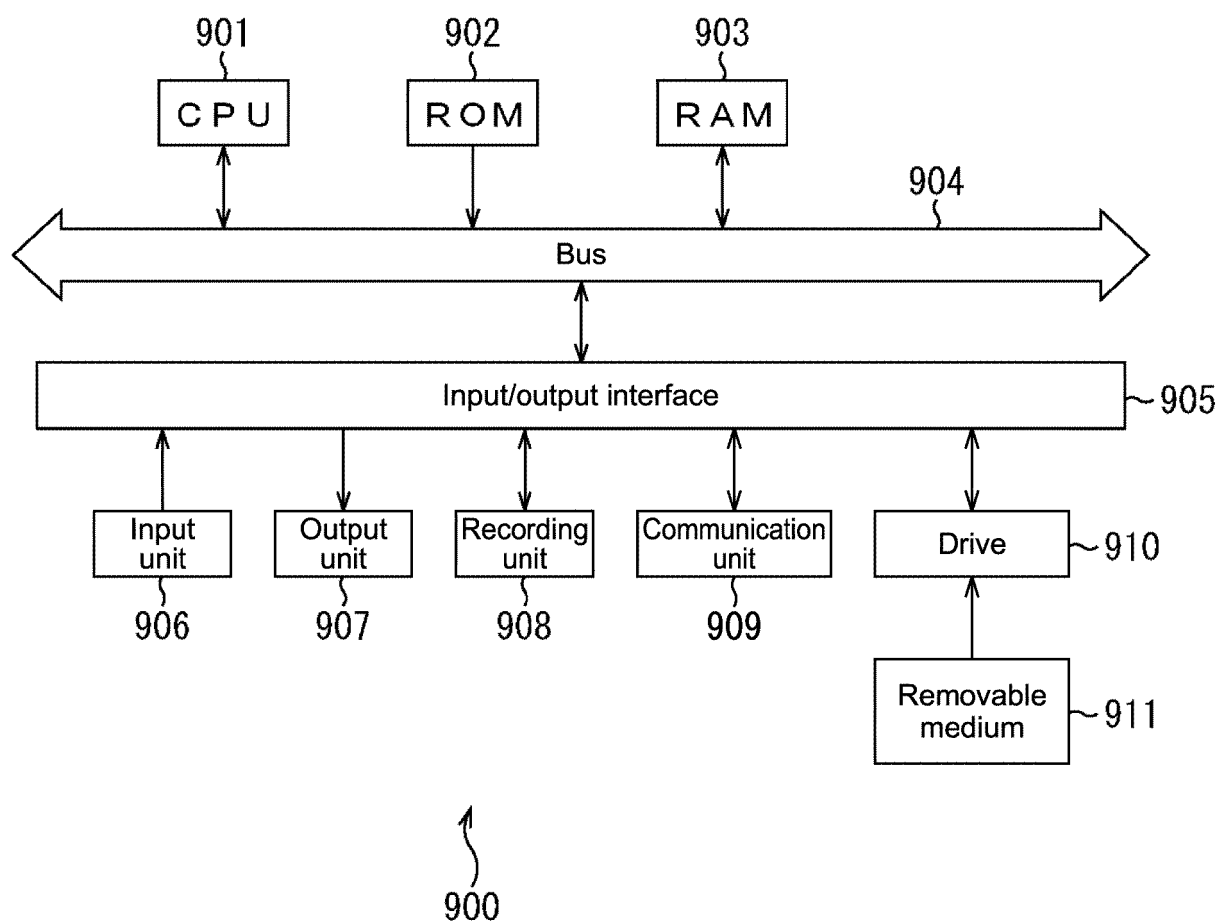 901
902
903
CPU
ROM
RAM
904
Bus
Input/output interface
905
Input
unit
Output
unit
Recording
unit
Communication
unit
Drive
910
906
907
908
909
Removable
medium
911
900